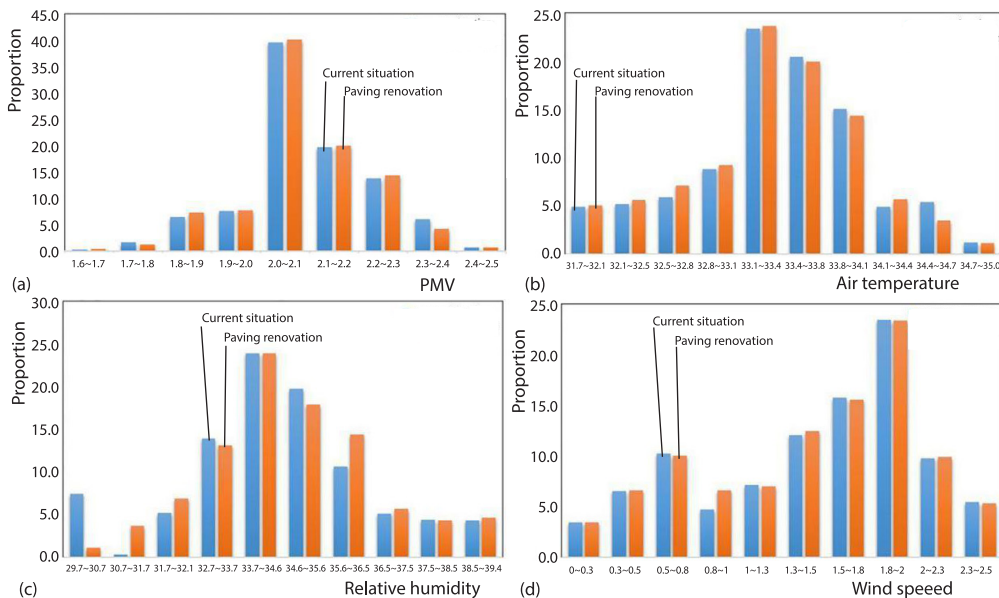 45.0
40.0
35.0
30.0
25.0
20.0
15.0
10.0
5.0
0.0
Proportion
Current situation
Paving renovation
1.6~1.7 1.7~1.8 1.8~1.9 1.9~2.0 2.0~2.1 2.1~2.2 2.2~2.3 2.3~2.4 2.4~2.5
(a) PMV
25.0
20.0
15.0
10.0
5.0
0.0
Proportion
Current situation
Paving renovation
31.7~32.1 32.1~32.5 32.5~32.8 32.8~33.1 33.1~33.4 33.4~33.8 33.8~34.1 34.1~34.4 34.4~34.7 34.7~35.0
(b) Air temperature
30.0
25.0
20.0
15.0
10.0
5.0
0.0
Proportion
Current situation
Paving renovation
29.7~30.7 30.7~31.7 31.7~32.1 32.7~33.7 33.7~34.6 34.6~35.6 35.6~36.5 36.5~37.5 37.5~38.5 38.5~39.4
(c) Relative humidity
25.0
20.0
15.0
10.0
5.0
0.0
Proportion
Current situation
Paving renovation
0~0.3 0.3~0.5 0.5~0.8 0.8~1 1~1.3 1.3~1.5 1.5~1.8 1.8~2 2~2.3 2.3~2.5
(d) Wind speeed